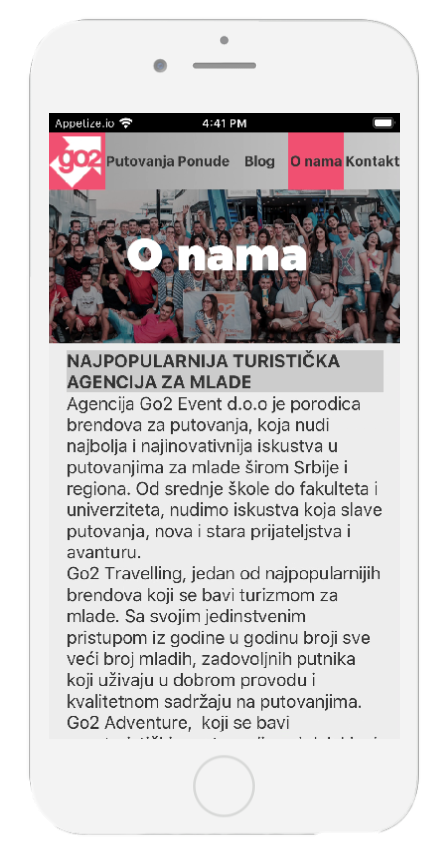 Appetize.io 4:41 PM
go2 Putovanja Ponude Blog O nama Kontakt
O nama
NAJPOPULARNIJA TURISTIČKA
AGENCIJA ZA MLADE
Agencija Go2 Event d.o.o je porodica
brendova za putovanja, koja nudi
najbolja i najinovativnija iskustva u
putovanjima za mlade širom Srbije i
regiona. Od srednje škole do fakulteta i
univerziteta, nudimo iskustva koja slave
putovanja, nova i stara prijateljstva i
avanturu.
Go2 Travelling, jedan od najpopularnijih
brendova koji se bavi turizmom za
mlade. Sa svojim jedinstvenim
pristupom iz godine u godinu broji sve
veći broj mladih, zadovoljnih putnika
koji uživaju u dobrom provodu i
kvalitetnom sadržaju na putovanjima.
Go2 Adventure, koji se bavi